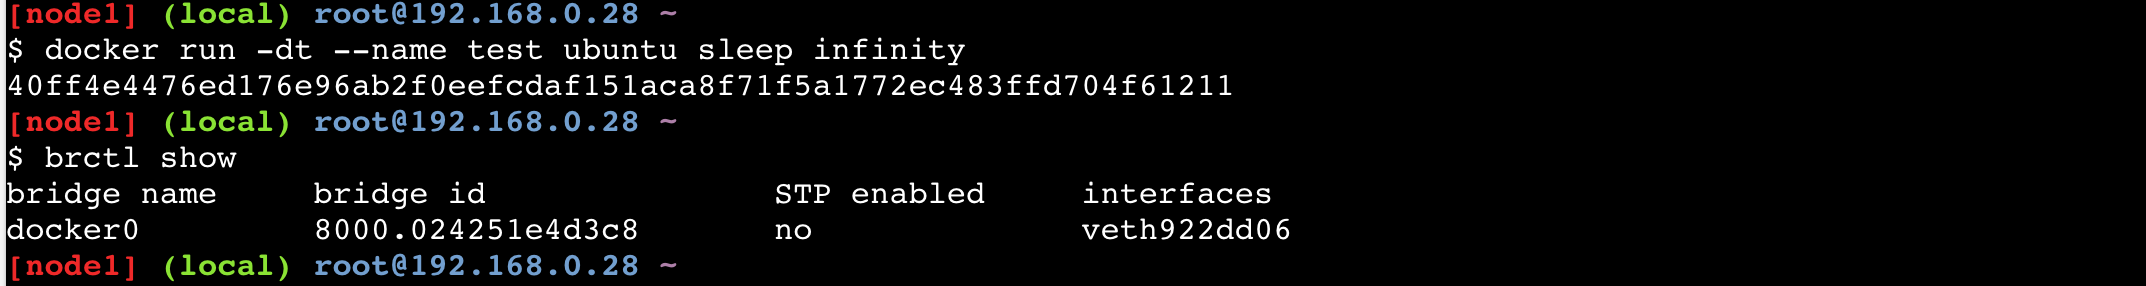 [node1] (local) root@192.168.0.28 ~
$ docker run -dt --name test ubuntu sleep infinity
40ff4e4476ed176e96ab2f0eefcdaf151aca8f71f5a1772ec483ffd704f61211
[node1] (local) root@192.168.0.28 ~
$ brctl show
bridge name     bridge id               STP enabled     interfaces
docker0         8000.024251e4d3c8       no              veth922dd06
[node1] (local) root@192.168.0.28 ~